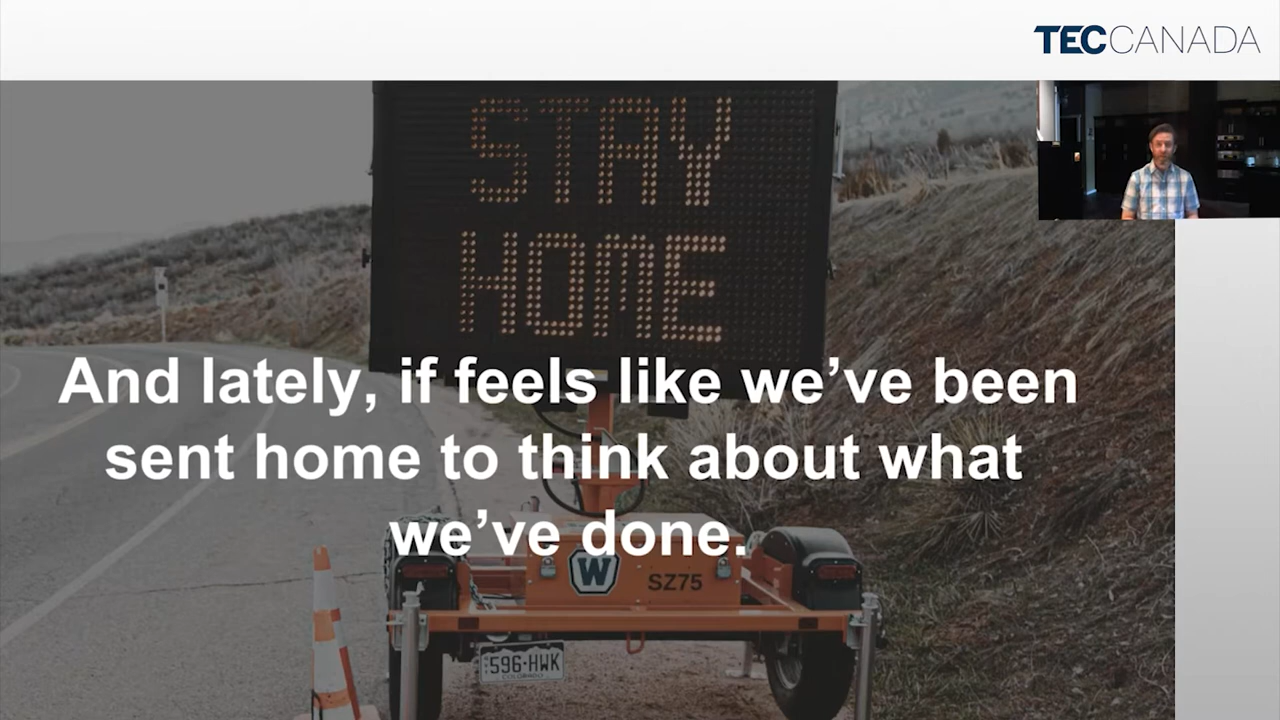 TECCANADA
STAY
HOME
And lately, if feels like we’ve been
sent home to think about what
we’ve done.
W
SZ75
596-HWK
COLORADO